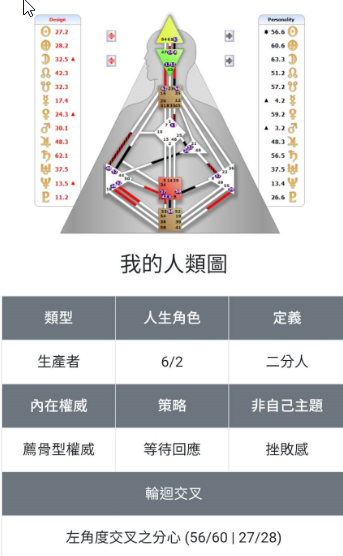 Design
Personality
27.2
56.6
28.2
60.6
32.5
63.3
42.3
51.2
32.3
57.2
17.4
4.2
24.3
59.2
30.1
3.2
48.3
48.3
62.1
56.5
37.5
37.5
13.5
13.4
11.2
26.6
我的人類圖
類型
人生角色
定義
生產者
6/2
二分人
內在權威
策略
非自己主題
薦骨型權威
等待回應
挫敗感
輪迴交叉
左角度交叉之分心 (56/60 | 27/28)